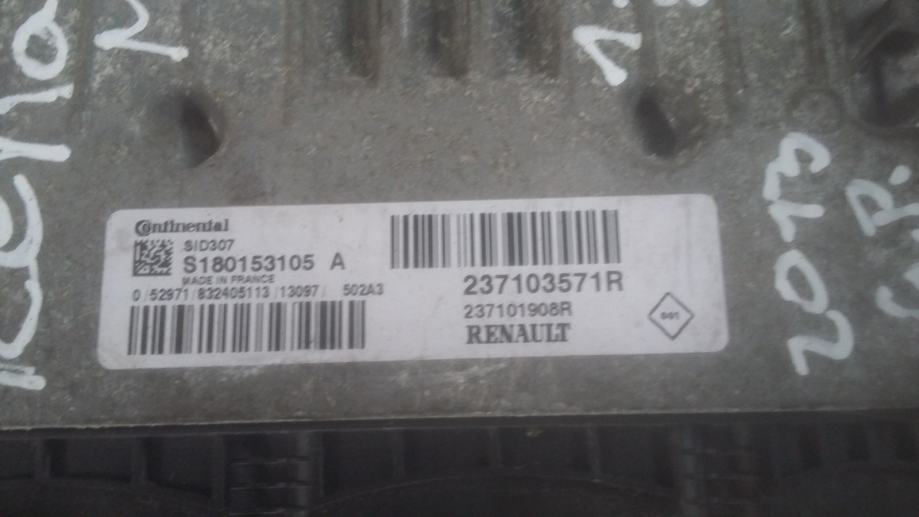 Continental
SID307
S180153105 A
MADE IN FRANCE
0/52971/832405113/13097/ 502A3
237103571R
237101908R
RENAULT
2013